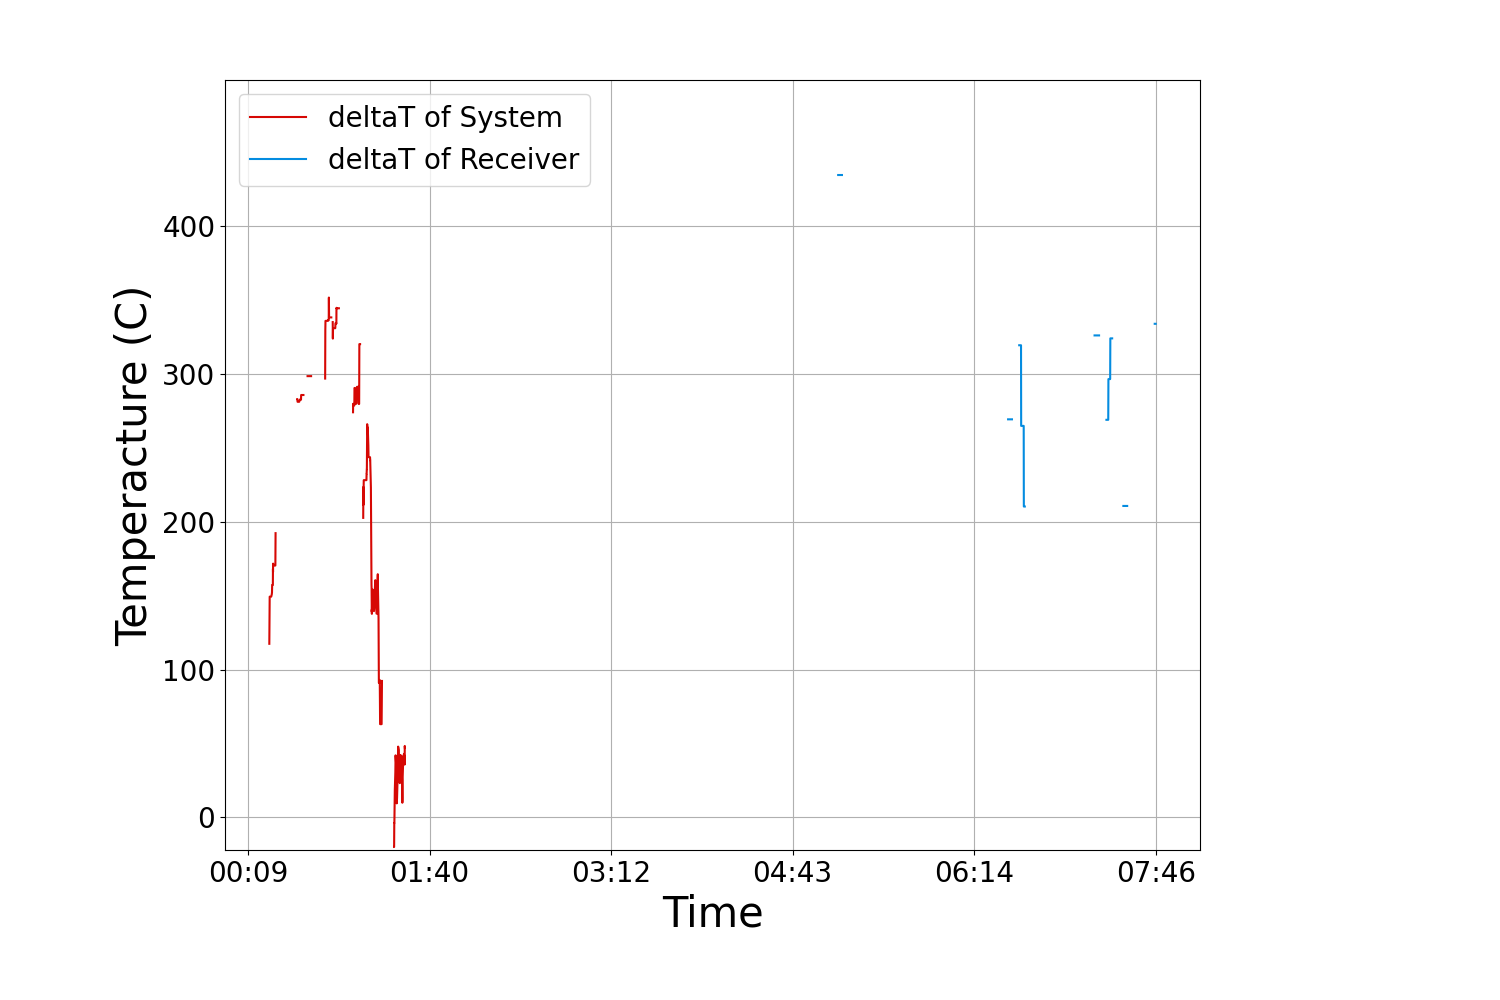 deltaT of System
deltaT of Receiver
400
300
200
100
0
Temperacture (C)
00:09 01:40 03:12 04:43 06:14 07:46
Time